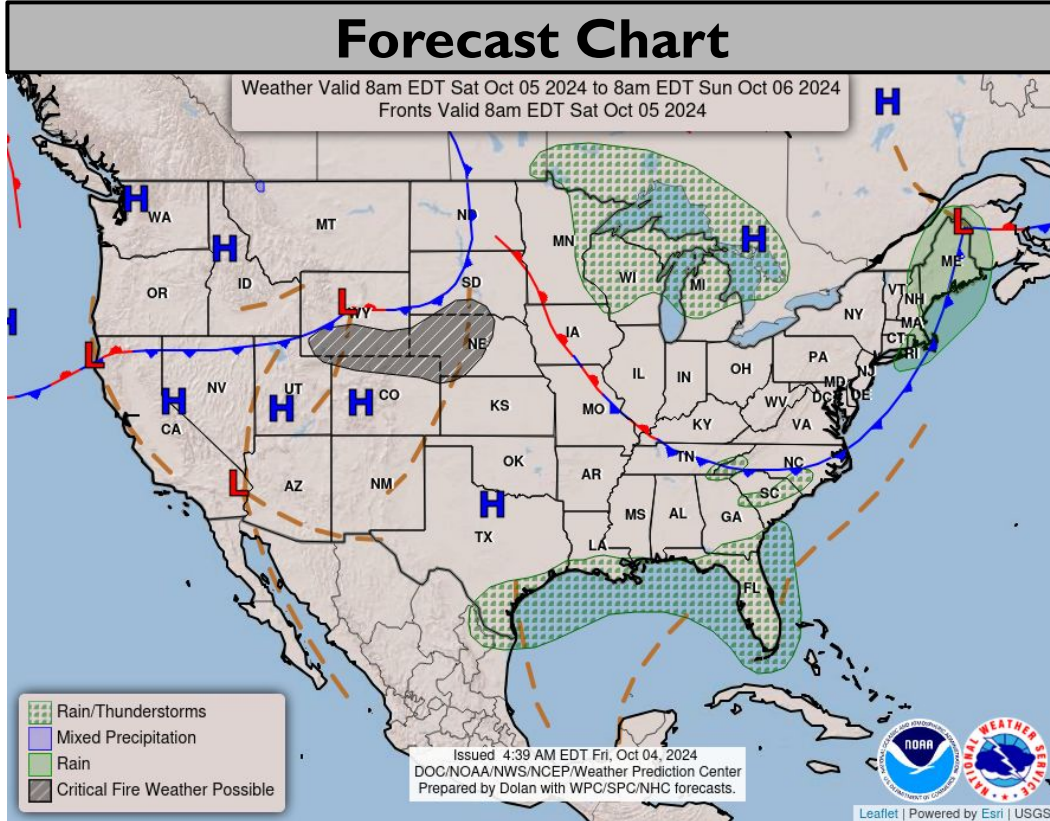 Forecast Chart
Weather Valid 8am EDT Sat Oct 05 2024 to 8am EDT Sun Oct 06 2024
Fronts Valid 8am EDT Sat Oct 05 2024
H
H
WA
MT
ND
MN
H
L
ME
H
OR
ID
L
WY
SD
WI
MI
H
VT
NH
NY
MA
CT
RI
H
L
NE
IA
PA
NJ
NV
UT
H
H
H
CO
CA
KS
MO
IL
IN
OH
WV
MD
DC
DE
VA
KY
L
AZ
NM
OK
H
TX
AR
TN
NC
SC
MS
AL
GA
LA
FL
Rain/Thunderstorms
Mixed Precipitation
Rain
Critical Fire Weather Possible
Issued 4:39 AM EDT Fri, Oct 04, 2024
DOC/NOAA/NWS/NCEP/Weather Prediction Center
Prepared by Dolan with WPC/SPC/NHC forecasts.
NOAA
NATIONAL WEATHER SERVICE
Leaflet | Powered by Esri | USGS